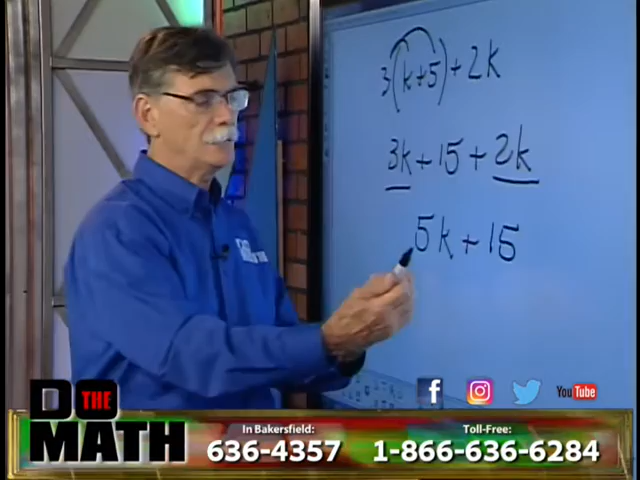 3(k+5)+2k
3k+15+2k
5k+15
DO THE MATH
In Bakersfield:
636-4357
Toll-Free:
1-866-636-6284
f
YouTube